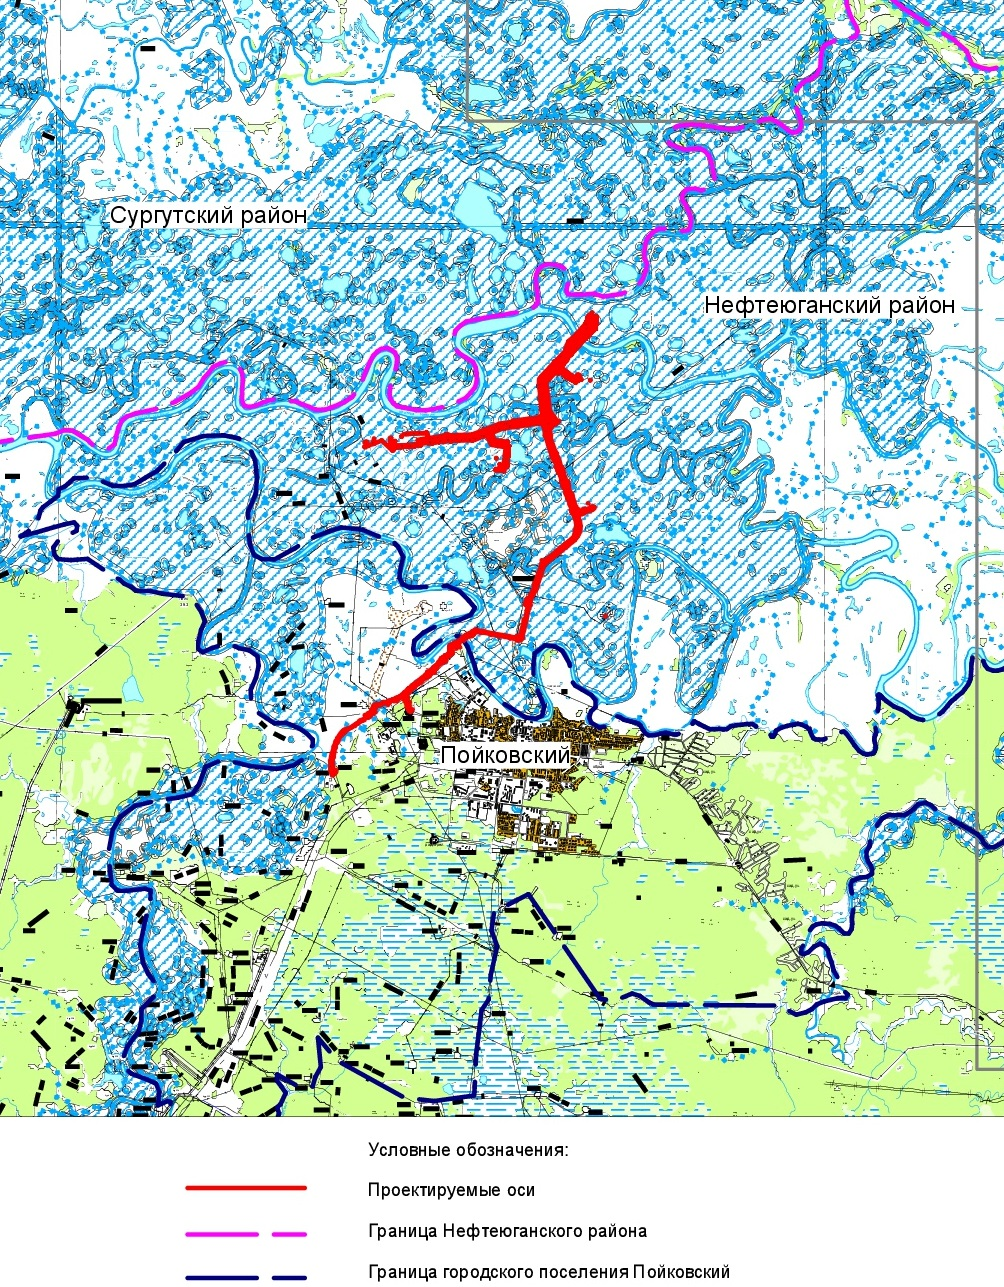 Сургутский район
Нефтеюганский район
Пойковский
Условные обозначения:
Проектируемые оси
Граница Нефтеюганского района
Граница городского поселения Пойковский